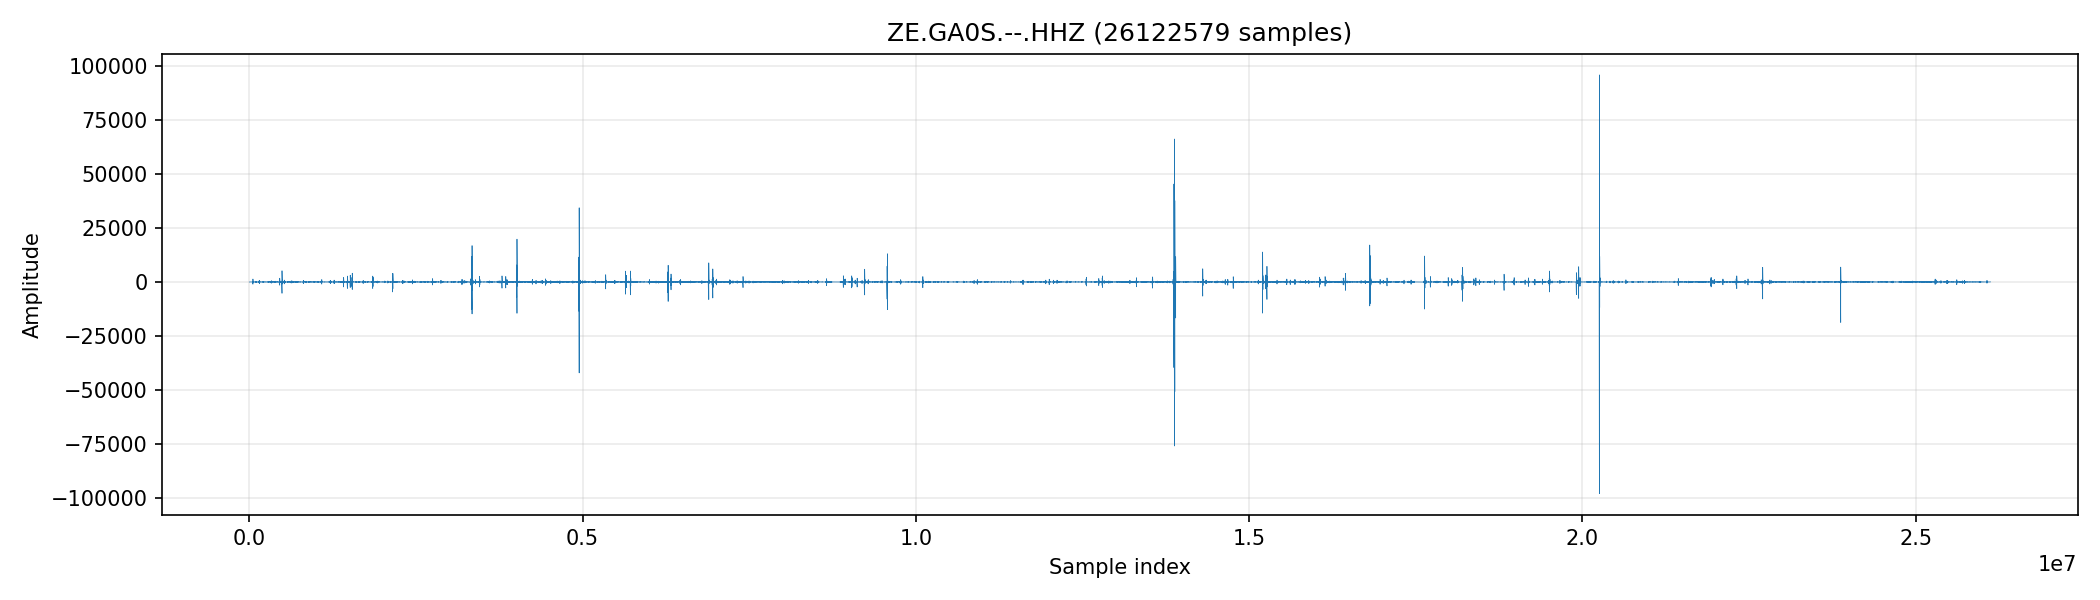 ZE.GA0S.--.HHZ (26122579 samples)
100000
75000
50000
25000
0
−25000
−50000
−75000
−100000
Amplitude
0.0 0.5 1.0 1.5 2.0 2.5
1e7
Sample index